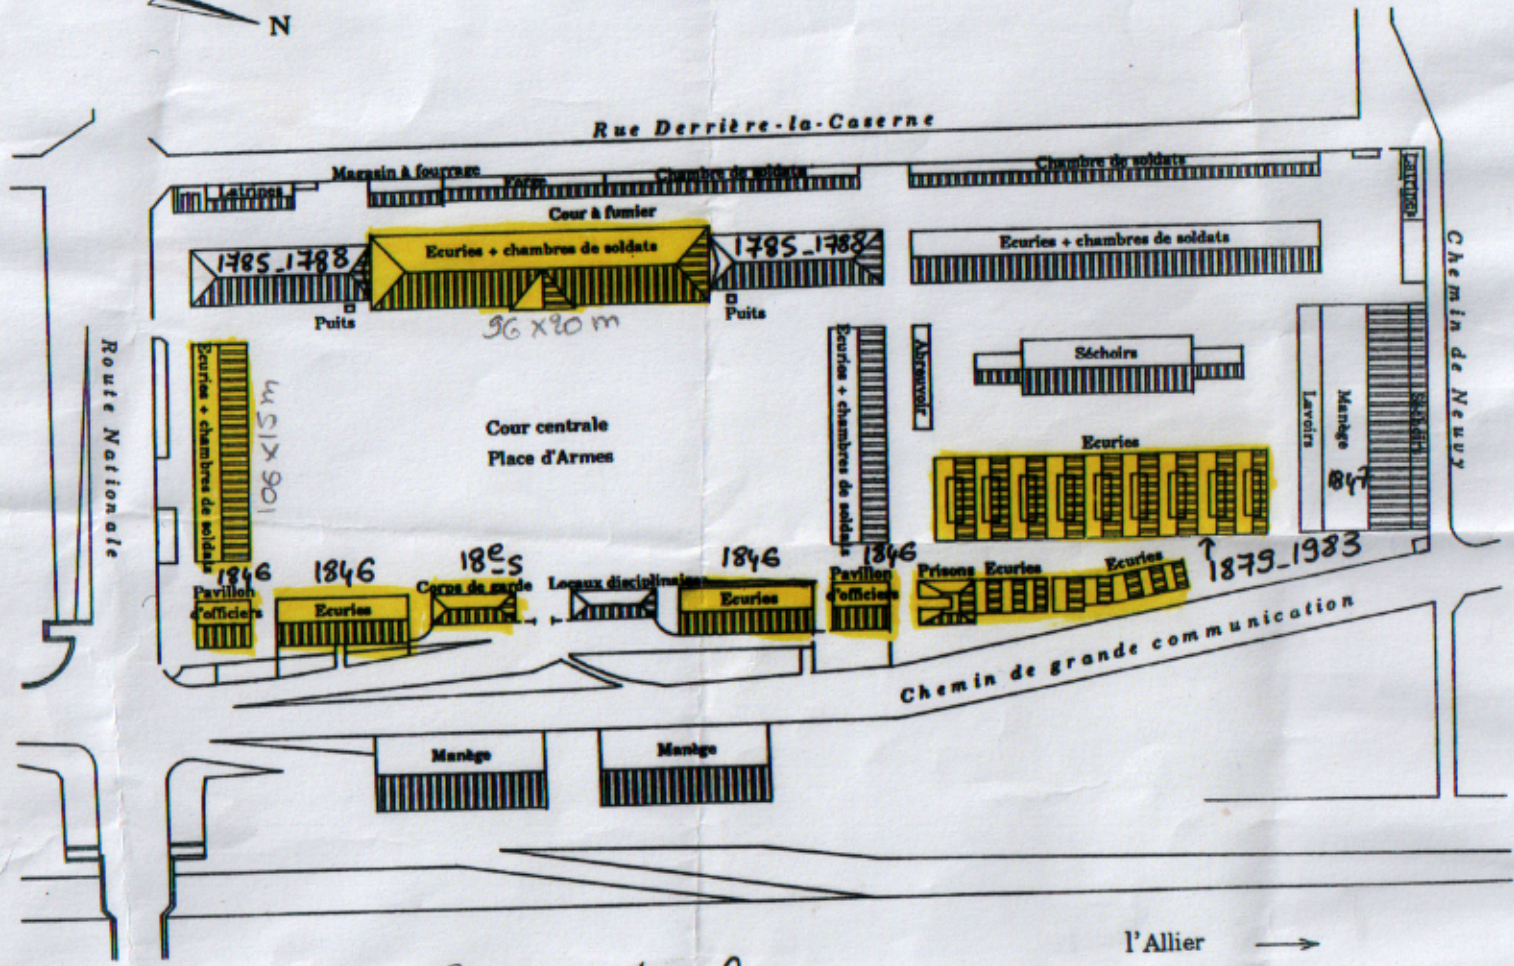 N
Rue Derrière-la-Caserne
Magasin à fourrage
Latrines
Forge
Chambre de soldats
Chambre de soldats
Latrines
Cour à fumier
1785_1788
Ecuries + chambres de soldats
1785_1788
Ecuries + chambres de soldats
Puits
96 x 20 m
Puits
Route Nationale
Ecuries + chambres de soldats
106 x 15 m
Cour centrale
Place d'Armes
Ecuries + chambres de soldats
Abreuvoir
Séchoirs
Ecuries
Lavoirs
Manège
1847
Séchoirs
Chemin de Neuvy
1846
Pavillon
d'officiers
1846
Ecuries
18e s
Corps de garde
Locaux disciplinaires
1846
Ecuries
1846
Pavillon
d'officiers
Prisons
Ecuries
Ecuries
1879_1983
Chemin de grande communication
Manège
Manège
l'Allier